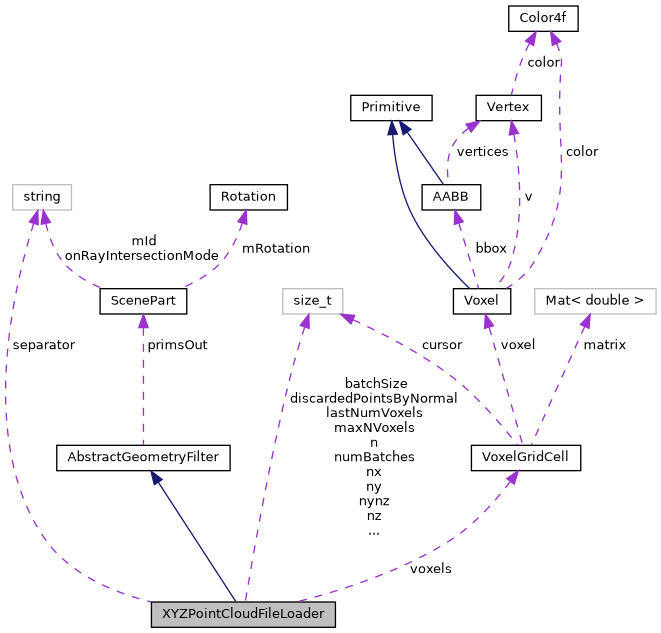 Color4f
color
Primitive
Vertex
vertices
color
string
Rotation
AABB
v
mId
onRayIntersectionMode
mRotation
bbox
ScenePart
size_t
Voxel
Mat< double >
separator
primsOut
cursor
voxel
matrix
batchSize
discardedPointsByNormal
lastNumVoxels
maxNVoxels
n
numBatches
nx
ny
nynz
nz
...
AbstractGeometryFilter
VoxelGridCell
voxels
XYZPointCloudFileLoader